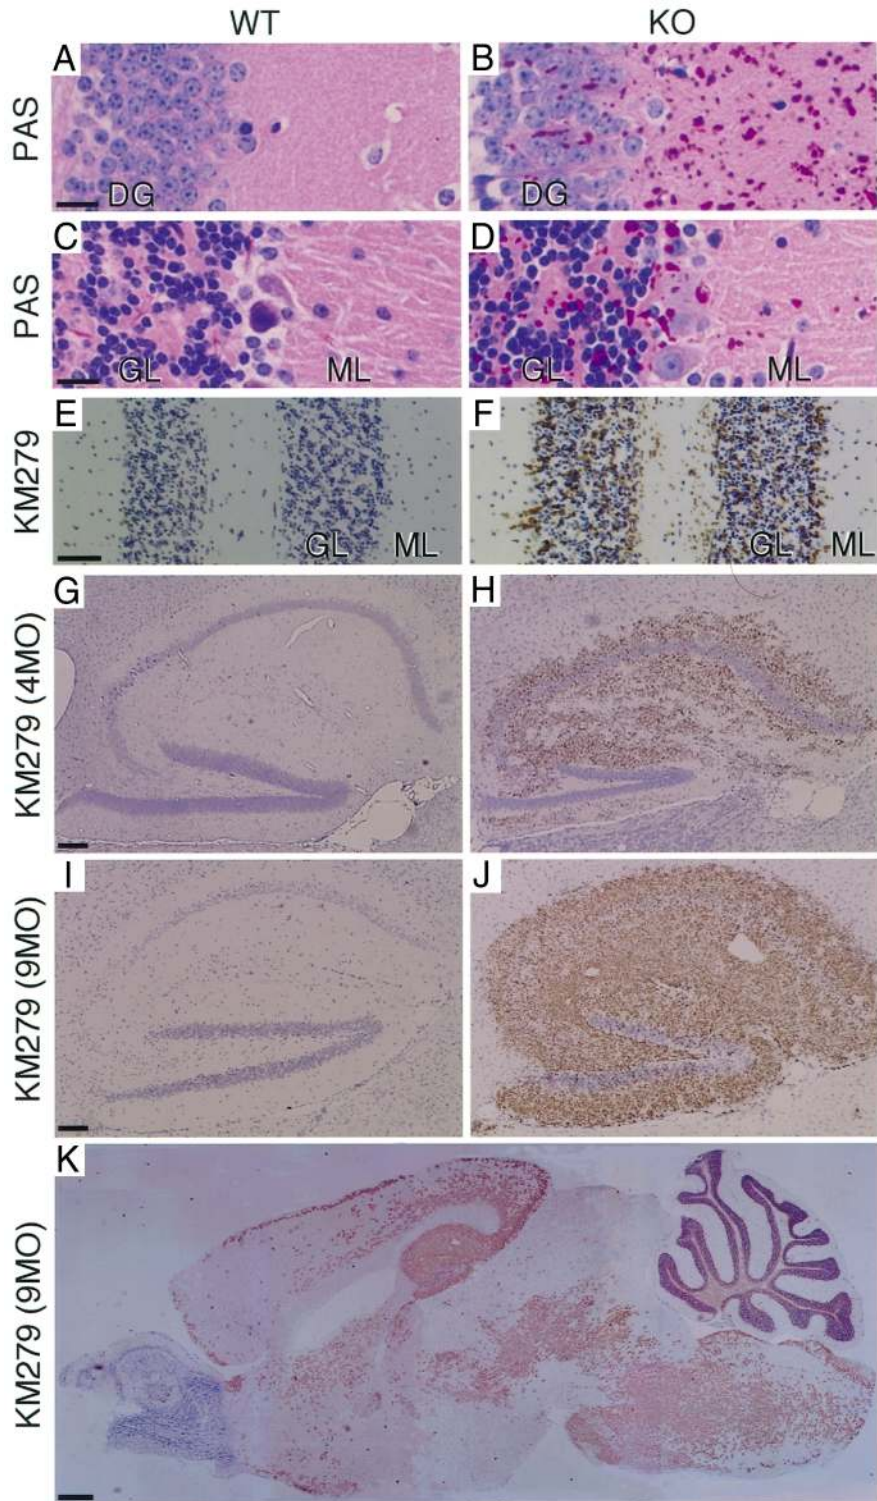 WT KO
PAS
A B
DG DG
PAS
C D
GL ML GL ML
KM279
E F
GL ML GL ML
KM279 (4MO)
G H
KM279 (9MO)
I J
KM279 (9MO)
K